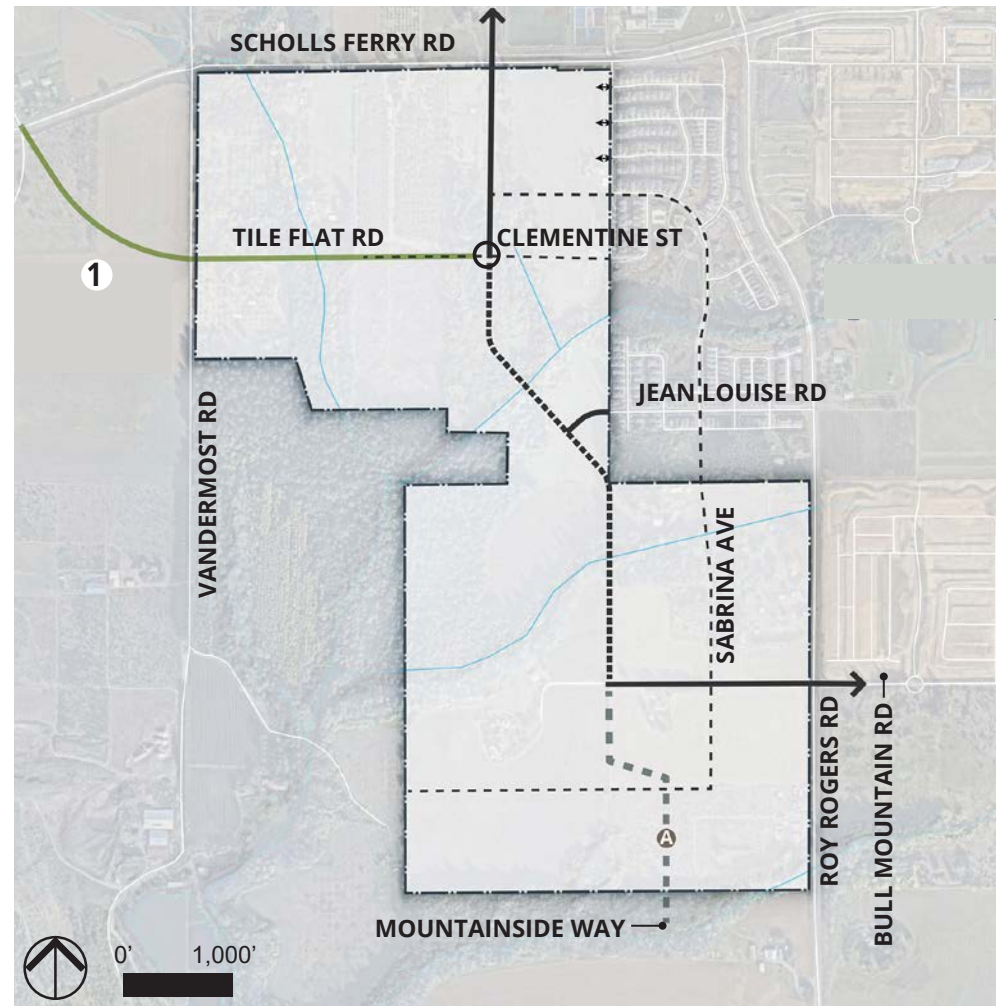 SCHOLLS FERRY RD
TILE FLAT RD
CLEMENTINE ST
1
JEAN LOUISE RD
VANDERMOST RD
SABRINA AVE
A
ROY ROGERS RD
BULL MOUNTAIN RD
MOUNTAINSIDE WAY
0’ 1,000’